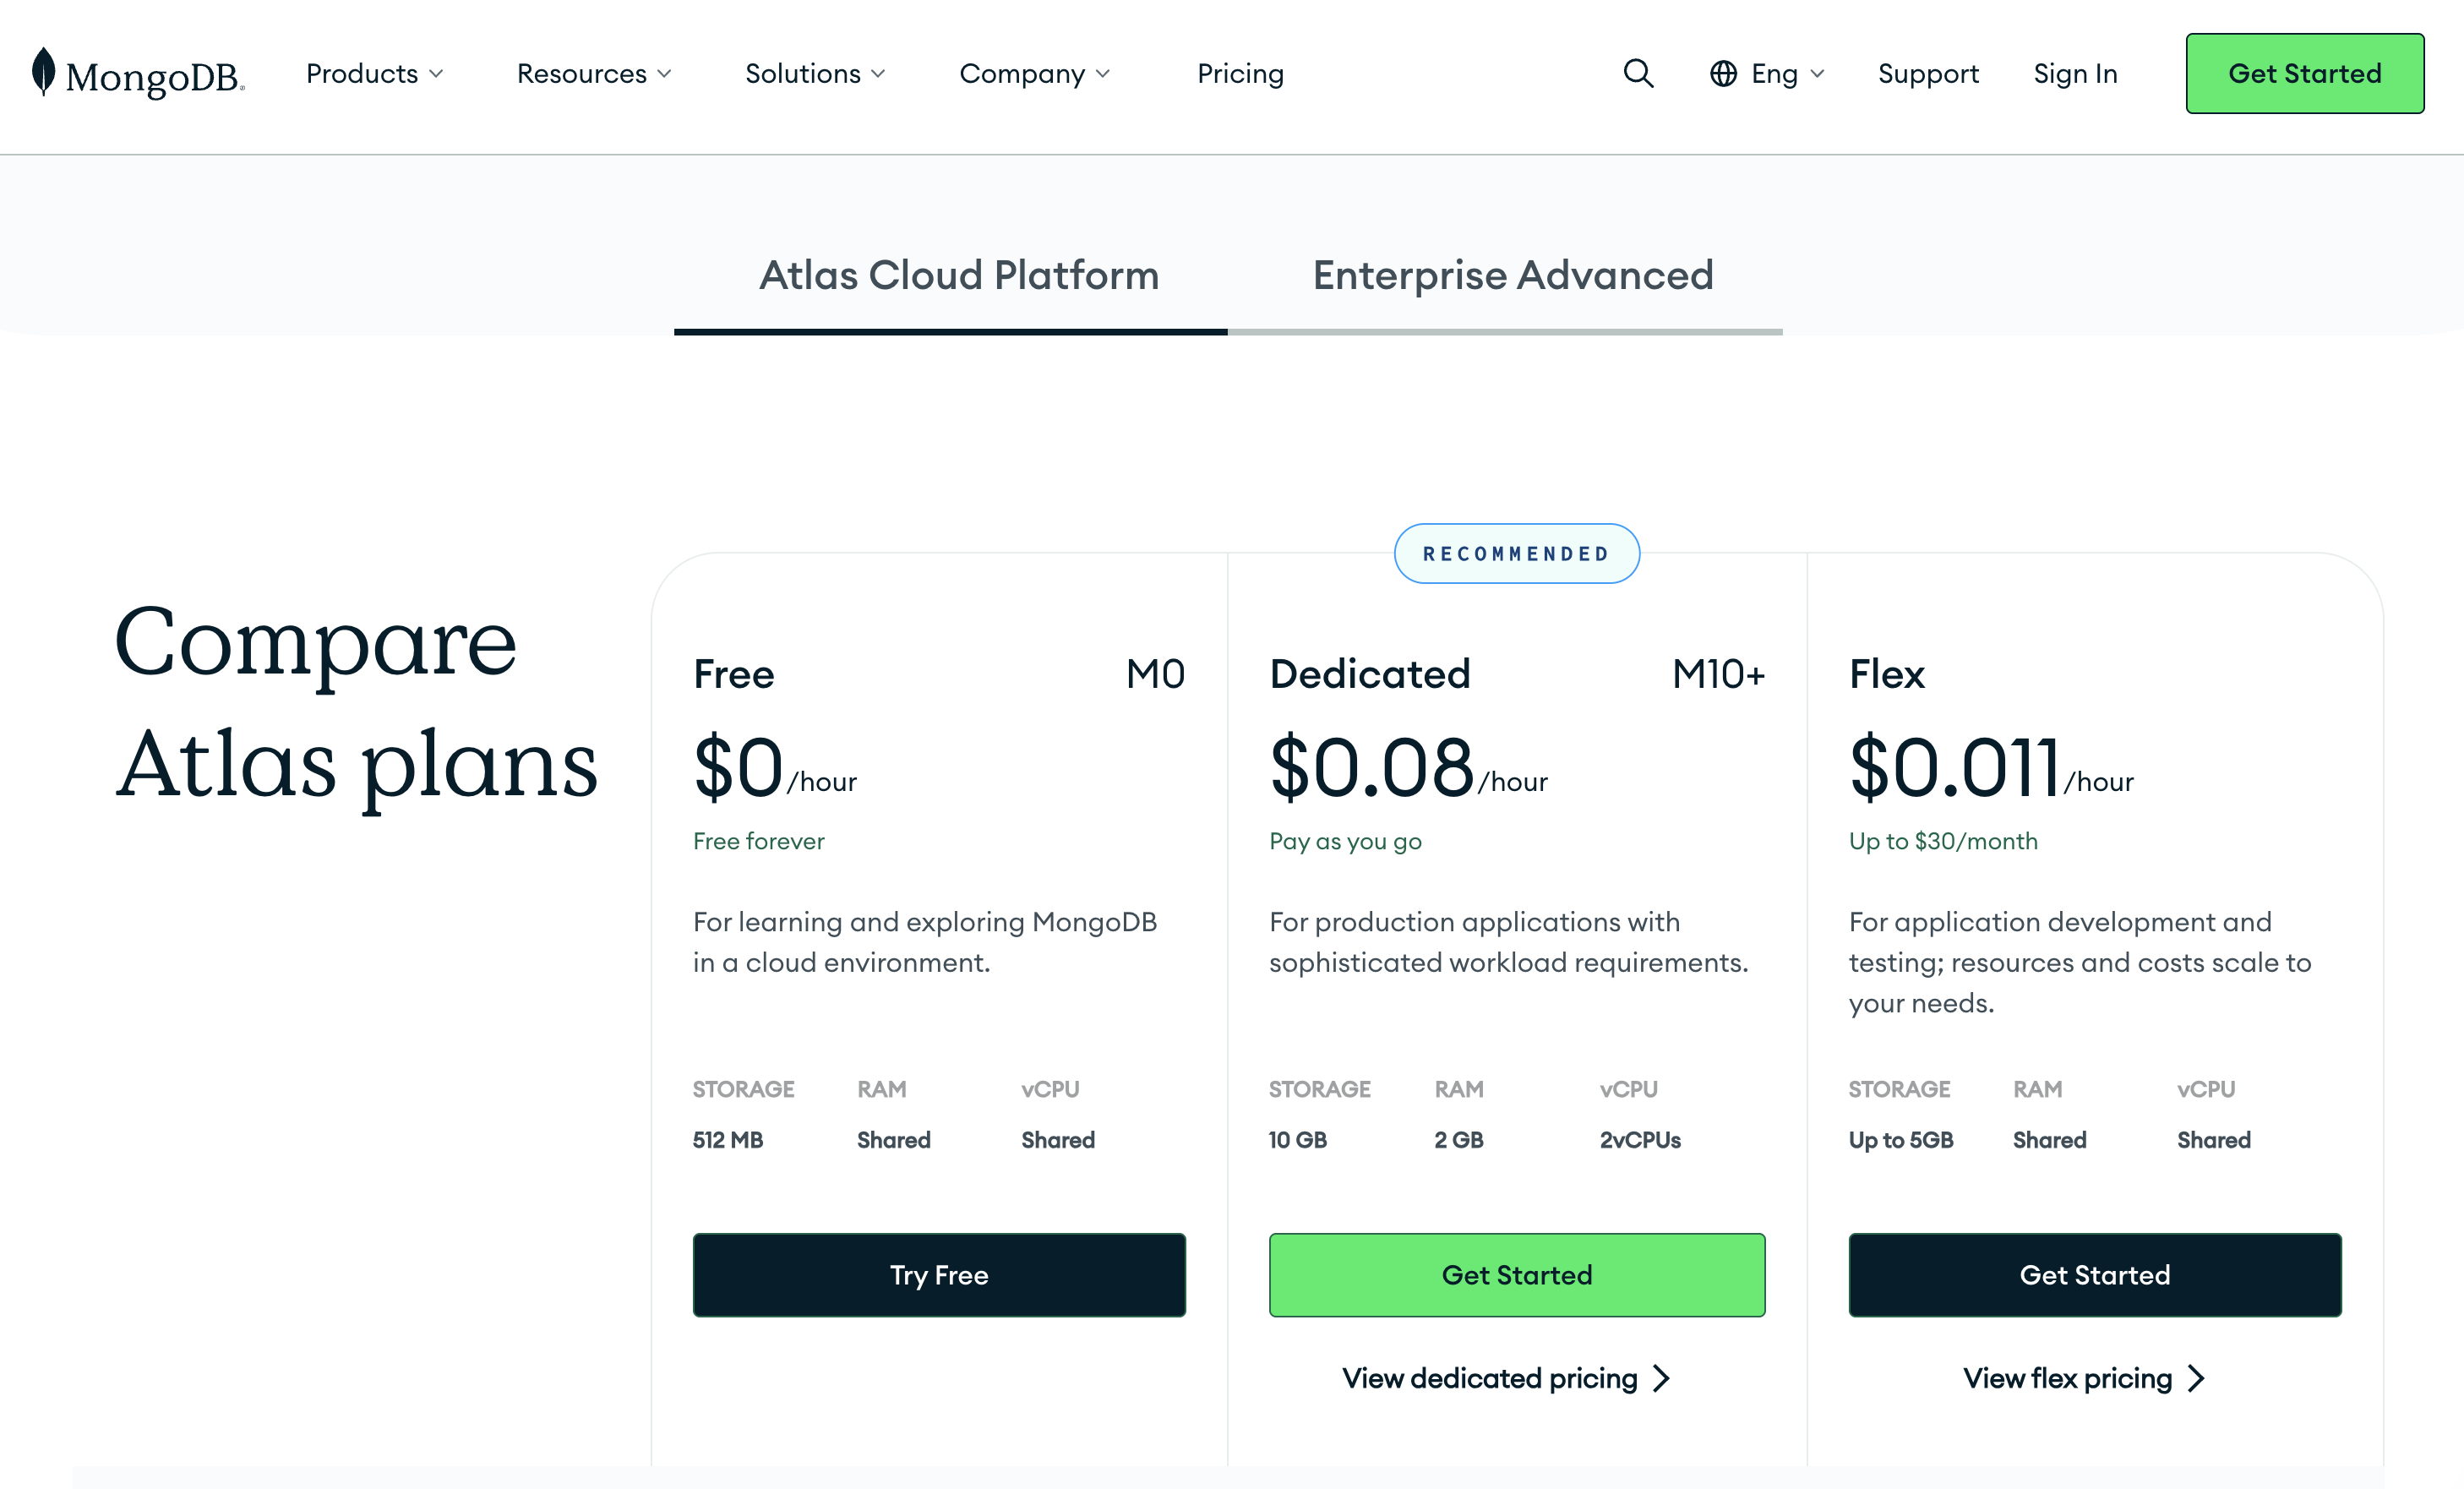 MongoDB®
Products
Resources
Solutions
Company
Pricing
Eng
Support
Sign In
Get Started
Atlas Cloud Platform
Enterprise Advanced
Compare
Atlas plans
Free
M0
$0/hour
Free forever
For learning and exploring MongoDB
in a cloud environment.
STORAGE
RAM
vCPU
512 MB
Shared
Shared
Try Free
RECOMMENDED
Dedicated
M10+
$0.08/hour
Pay as you go
For production applications with
sophisticated workload requirements.
STORAGE
RAM
vCPU
10 GB
2 GB
2vCPUs
Get Started
View dedicated pricing
Flex
$0.011/hour
Up to $30/month
For application development and
testing; resources and costs scale to
your needs.
STORAGE
RAM
vCPU
Up to 5GB
Shared
Shared
Get Started
View flex pricing